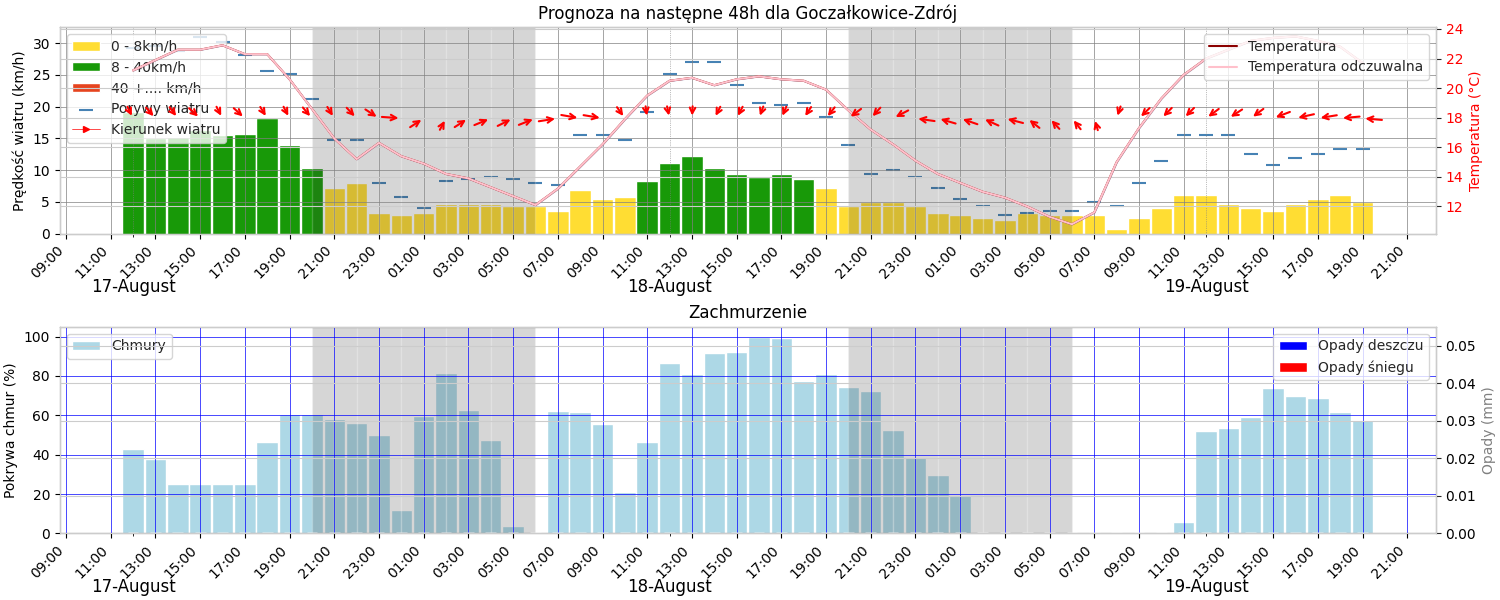 Prognoza na następne 48h dla Goczałkowice-Zdrój
Prędkość wiatru (km/h)
30
25
20
15
10
5
0
0 - 8km/h
8 - 40km/h
40 +.... km/h
Porywy wiatru
Kierunek wiatru
Temperatura
Temperatura odczuwalna
24
22
20
18
16
14
12
Temperatura (°C)
09:00 11:00 13:00 15:00 17:00 19:00 21:00 23:00 01:00 03:00 05:00 07:00 09:00 11:00 13:00 15:00 17:00 19:00 21:00 23:00 01:00 03:00 05:00 07:00 09:00 11:00 13:00 15:00 17:00 19:00 21:00
17-August 18-August 19-August
Zachmurzenie
Pokrywa chmur (%)
100
80
60
40
20
0
Chmury
Opady deszczu
Opady śniegu
0.05
0.04
0.03
0.02
0.01
0.00
Opady (mm)
09:00 11:00 13:00 15:00 17:00 19:00 21:00 23:00 01:00 03:00 05:00 07:00 09:00 11:00 13:00 15:00 17:00 19:00 21:00 23:00 01:00 03:00 05:00 07:00 09:00 11:00 13:00 15:00 17:00 19:00 21:00
17-August 18-August 19-August